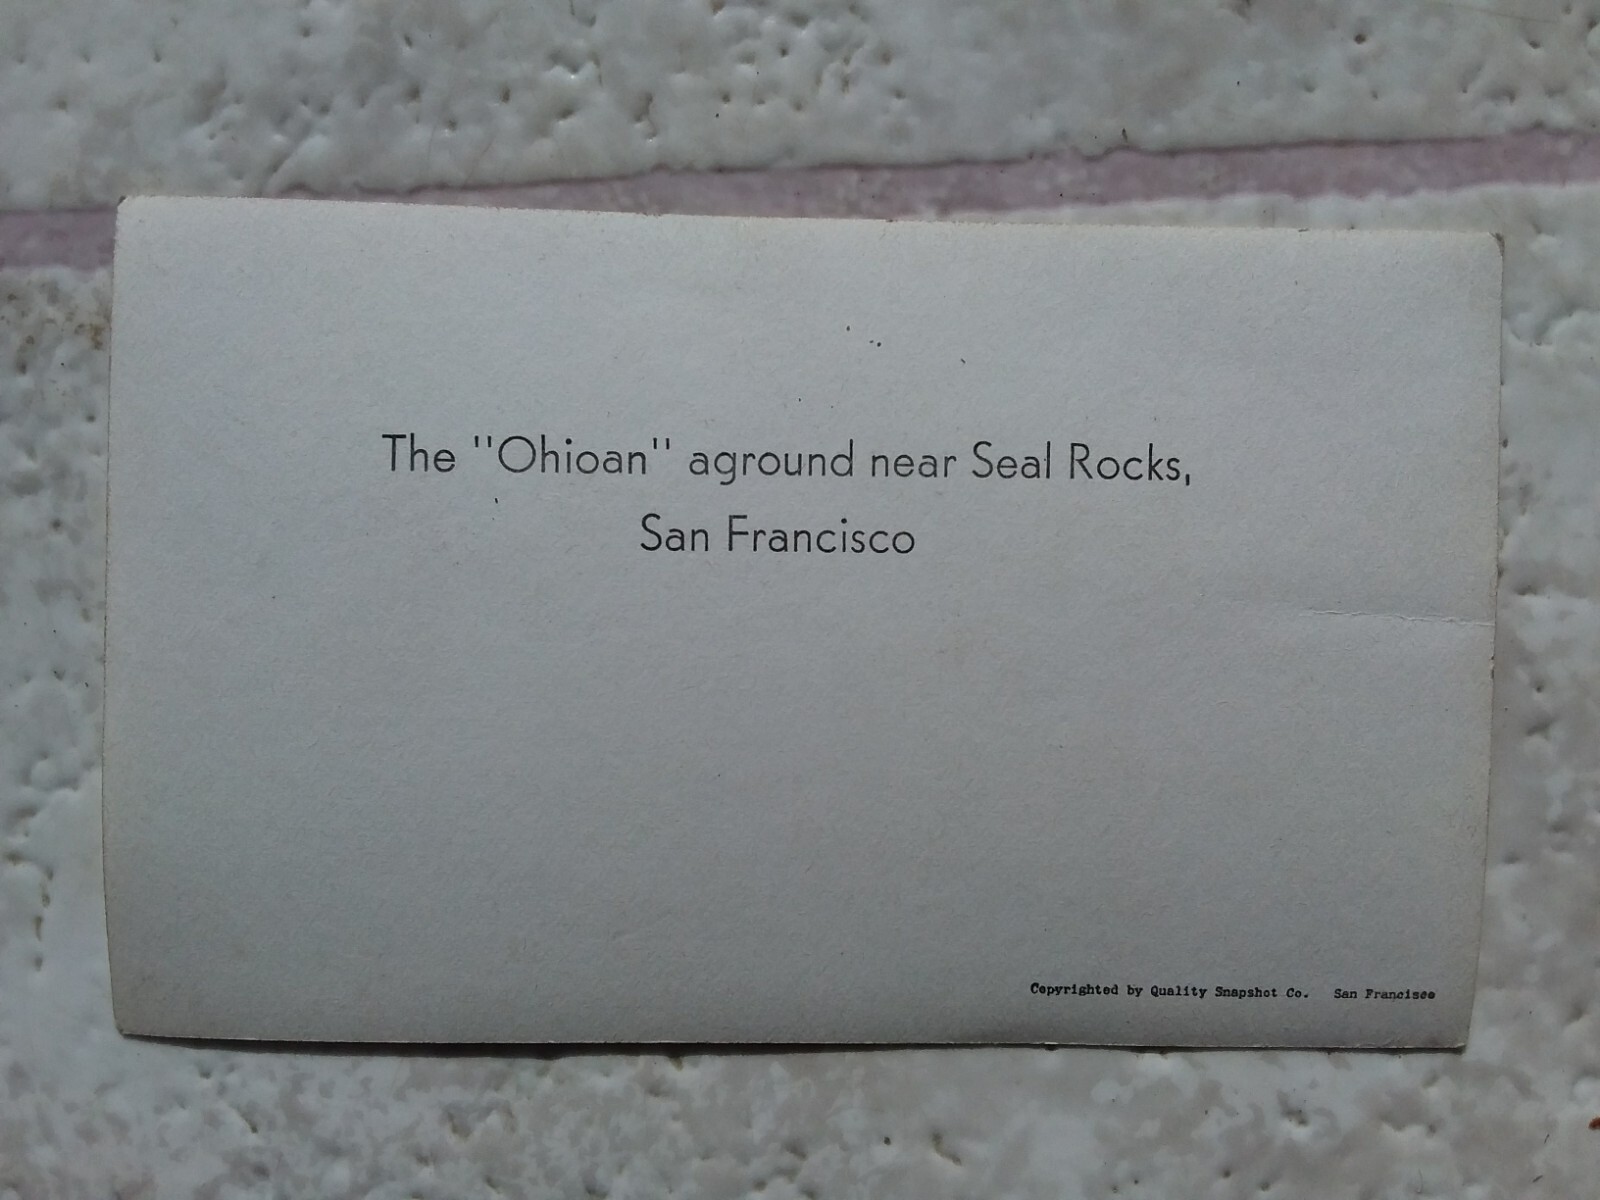 The "Ohioan" aground near Seal Rocks,
San Francisco
Copyrighted by Quality Snapshot Co. San Francisco